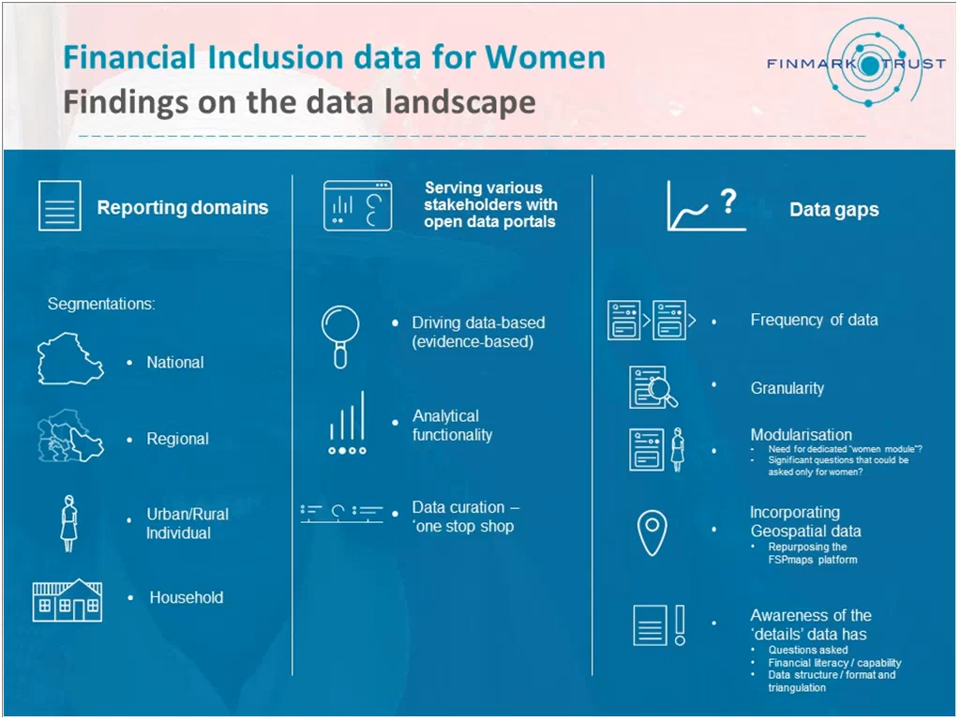 Financial Inclusion data for Women
Findings on the data landscape
FINMARK TRUST
Reporting domains
Segmentations:
• National
• Regional
• Urban/Rural
Individual
• Household
Serving various
stakeholders with
open data portals
• Driving data-based
(evidence-based)
• Analytical
functionality
• Data curation –
‘one stop shop
?
Data gaps
• Frequency of data
• Granularity
• Modularisation
• Need for dedicated “women module”?
• Significant questions that could be
asked only for women?
• Incorporating
Geospatial data
• Repurposing the
FSPmaps platform
• Awareness of the
‘details’ data has
• Questions asked
• Financial literacy / capability
• Data structure / format and
triangulation